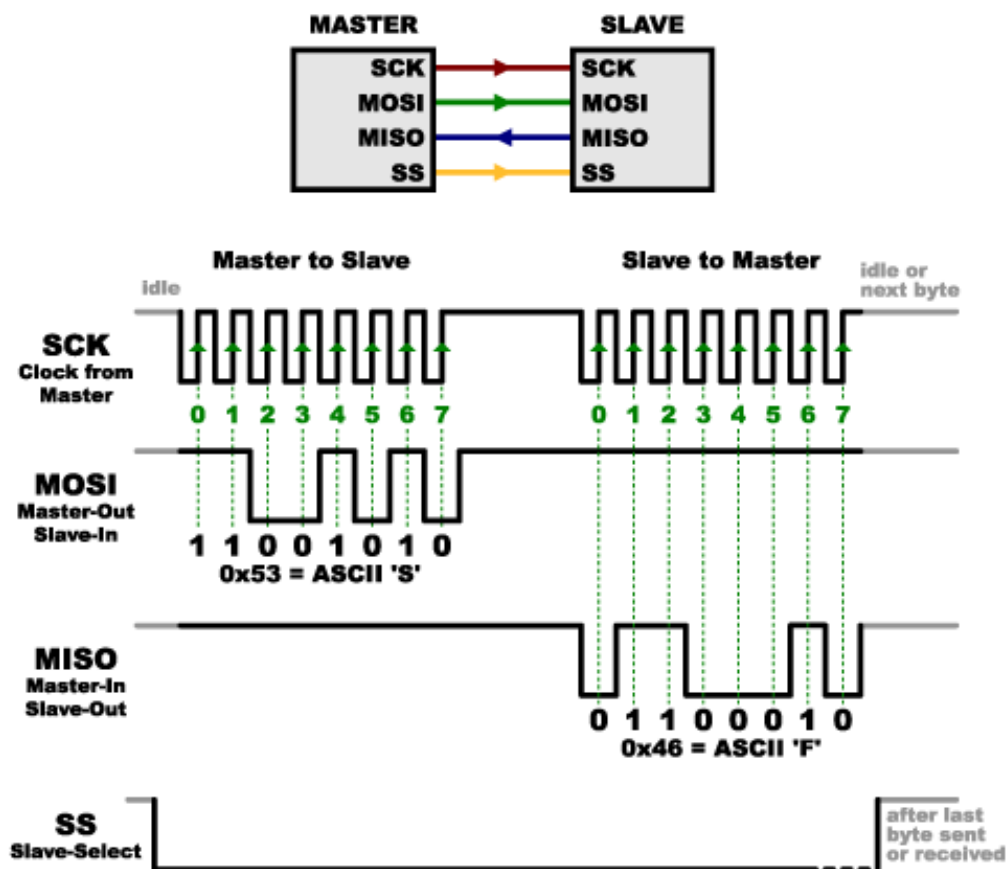 MASTER SLAVE
SCK SCK
MOSI MOSI
MISO MISO
SS SS
Master to Slave Slave to Master
idle
idle or
next byte
SCK
Clock from
Master
0 1 2 3 4 5 6 7 0 1 2 3 4 5 6 7
MOSI
Master-Out
Slave-In
1 1 0 0 1 0 1 0
0x53 = ASCII 'S'
MISO
Master-In
Slave-Out
0 1 1 0 0 0 1 0
0x46 = ASCII 'F'
SS
Slave-Select
after last
byte sent
or received